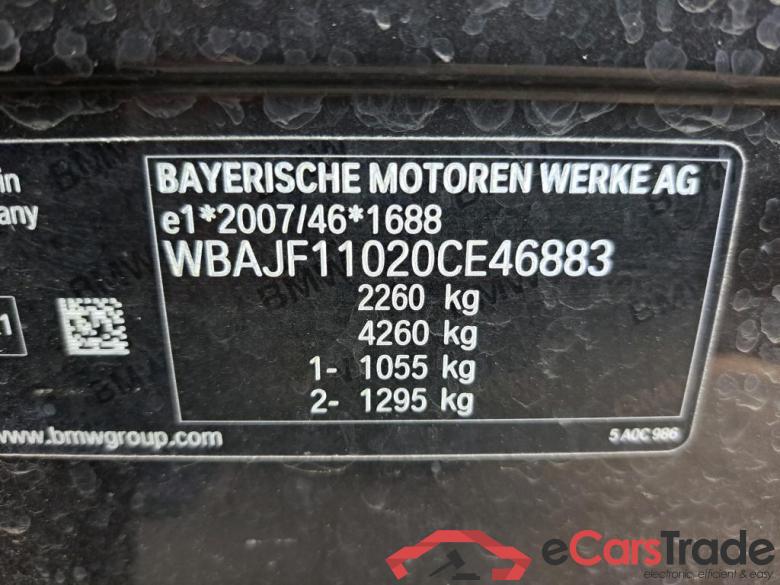 in
any
BAYERISCHE MOTOREN WERKE AG
e1*2007/46*1688
WBAJF11020CE46883
2260 kg
4260 kg
1- 1055 kg
2- 1295 kg
1
www.bmwgroup.com
5 A0C 986
eCarsTrade
electronic, efficient & easy